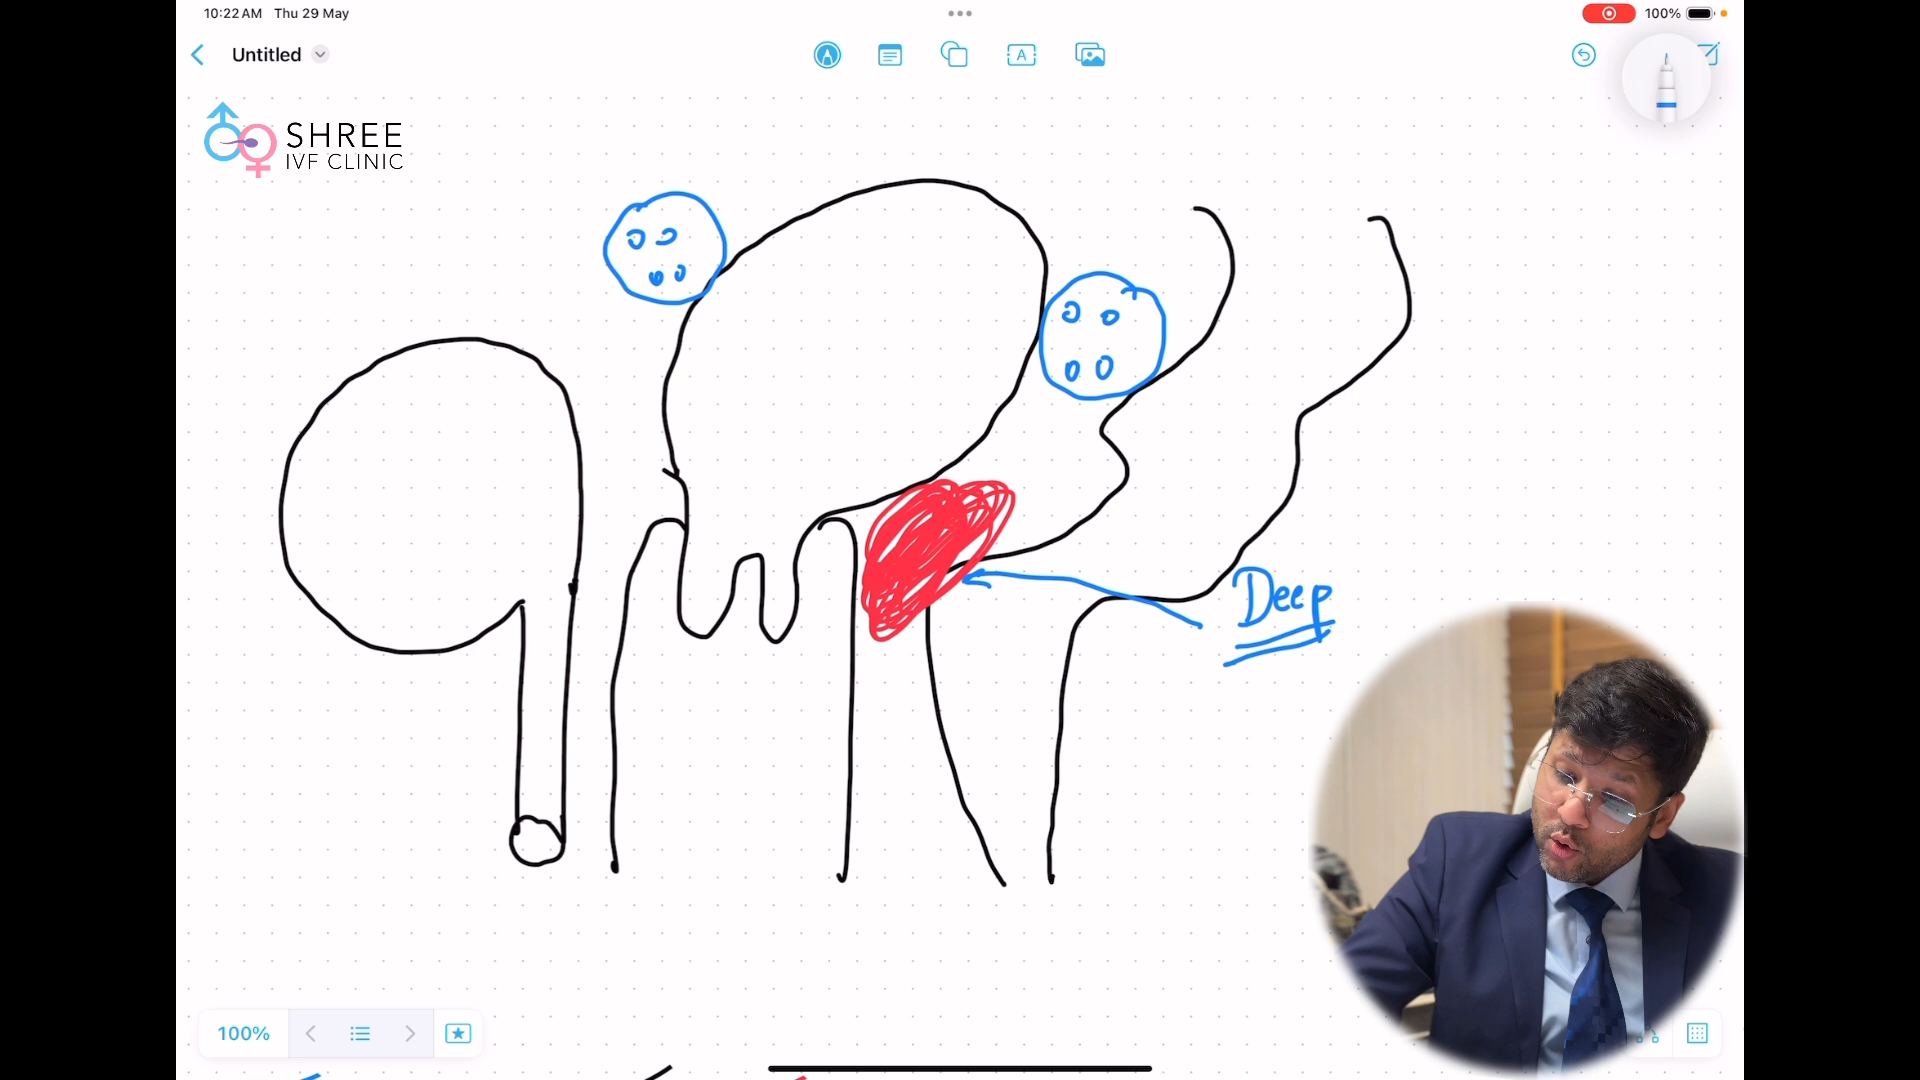 10:22 AM Thu 29 May
100%
Untitled
A
SHREE
IVF CLINIC
Deep
100%